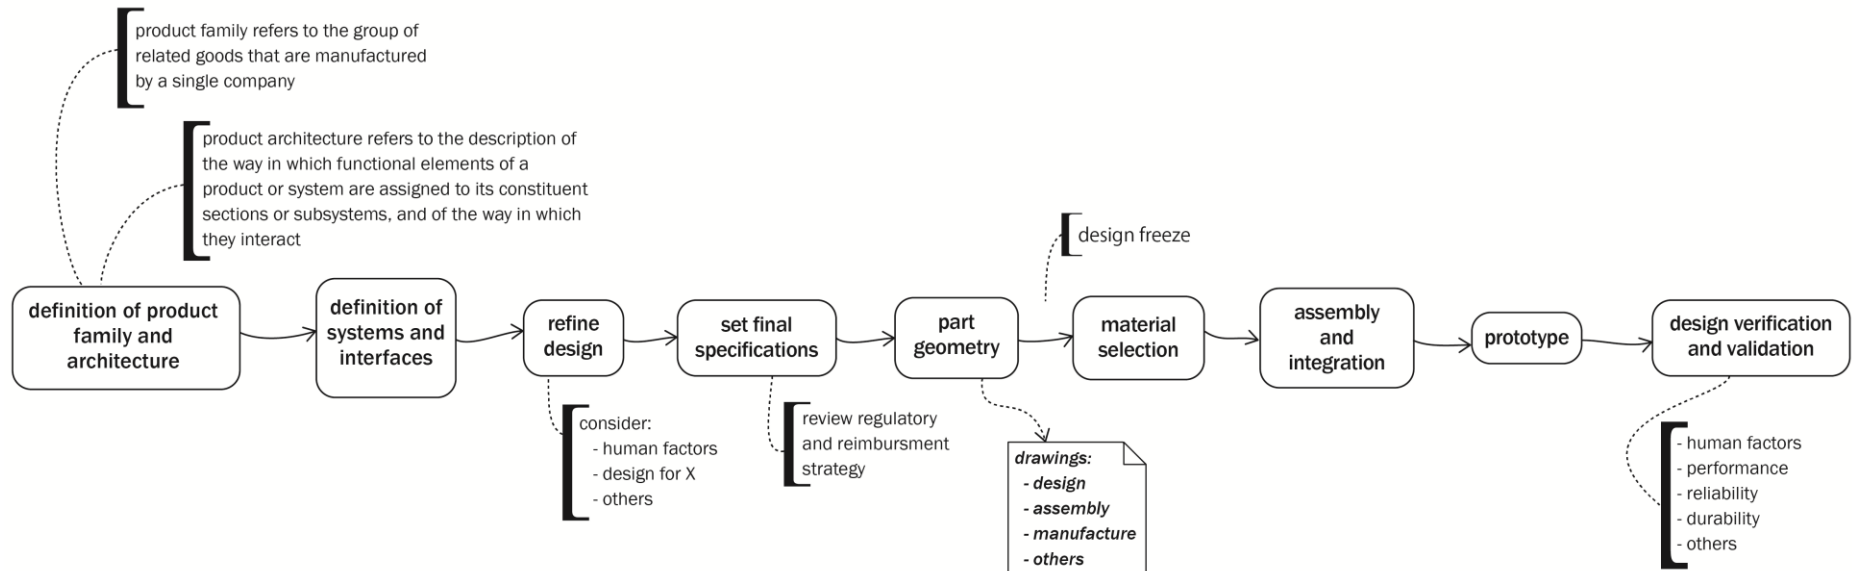 product family refers to the group of
related goods that are manufactured
by a single company
product architecture refers to the description of
the way in which functional elements of a
product or system are assigned to its constituent
sections or subsystems, and of the way in which
they interact
design freeze
definition of product
family and
architecture
definition of
systems and
interfaces
refine
design
set final
specifications
part
geometry
material
selection
assembly
and
integration
prototype
design verification
and validation
consider:
- human factors
- design for X
- others
review regulatory
and reimbursment
strategy
drawings:
- design
- assembly
- manufacture
- others
- human factors
- performance
- reliability
- durability
- others